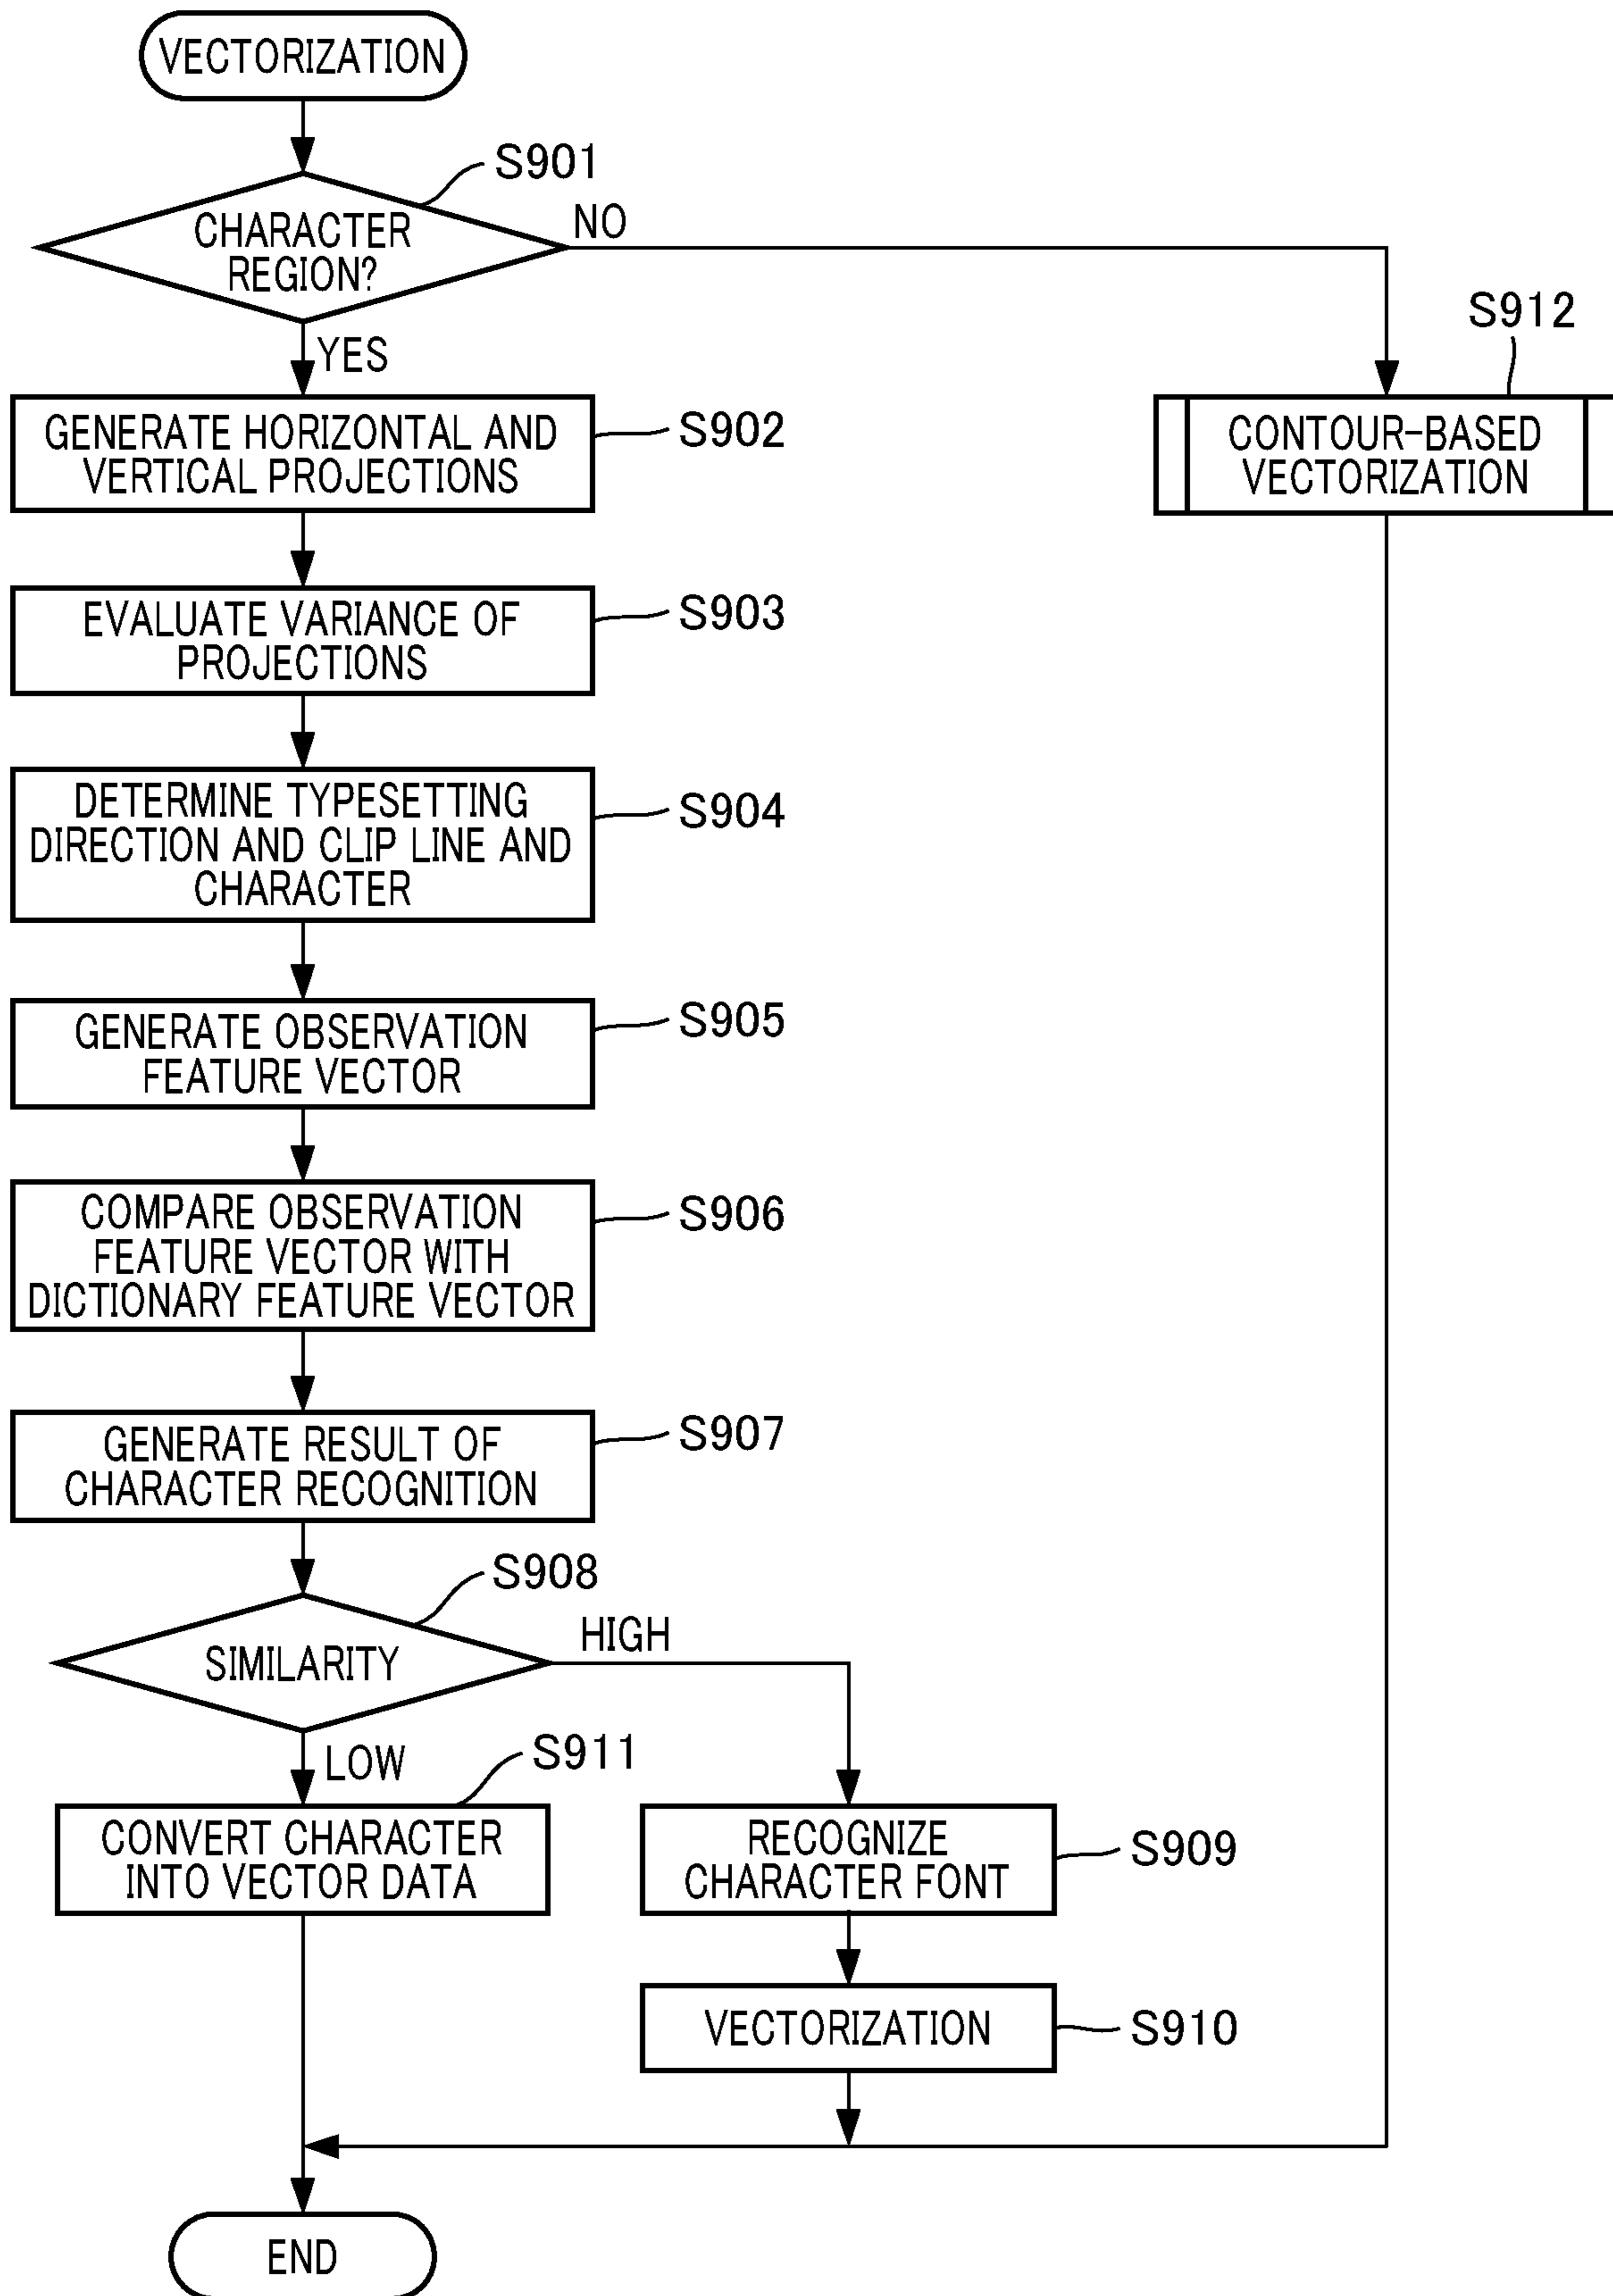 VECTORIZATION
S901
CHARACTER
REGION?
NO
YES
S912
CONTOUR-BASED
VECTORIZATION
GENERATE HORIZONTAL AND
VERTICAL PROJECTIONS
S902
EVALUATE VARIANCE OF
PROJECTIONS
S903
DETERMINE TYPESETTING
DIRECTION AND CLIP LINE AND
CHARACTER
S904
GENERATE OBSERVATION
FEATURE VECTOR
S905
COMPARE OBSERVATION
FEATURE VECTOR WITH
DICTIONARY FEATURE VECTOR
S906
GENERATE RESULT OF
CHARACTER RECOGNITION
S907
S908
SIMILARITY
HIGH
LOW
S911
CONVERT CHARACTER
INTO VECTOR DATA
RECOGNIZE
CHARACTER FONT
S909
VECTORIZATION
S910
END